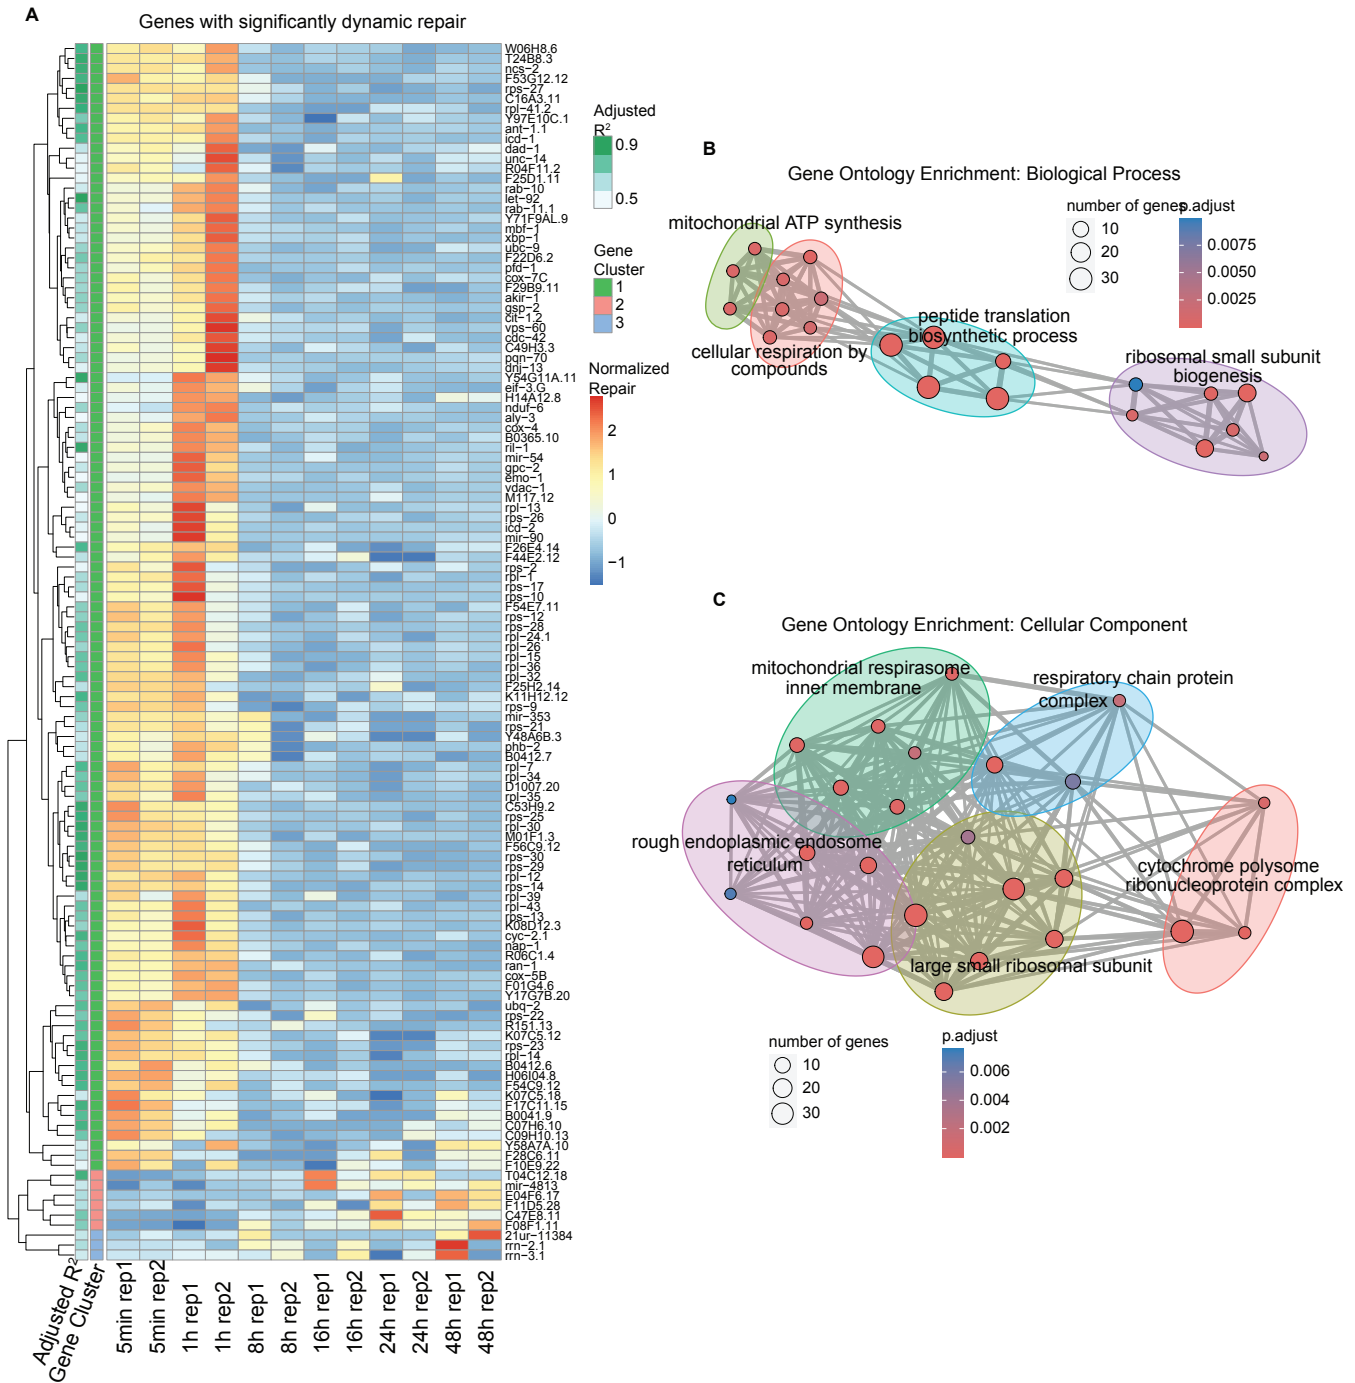 A
Genes with significantly dynamic repair
W06H8.6
T24B8.3
ncs−2
F53G12.12
rps−27
C16A3.11
rpl−41.2
Y97E10C.1
ant−1.1
icd−1
dad−1
unc−14
R04F11.2
F25D1.11
rab−10
let−92
rab−11.1
Y71F9AL.9
mbf−1
xbp−1
ubc−9
F22D6.2
pfd−1
cox−7C
F29B9.11
akir−1
gsp−2
cit−1.2
vps−60
cdc−42
C49H3.3
pqn−70
dnj−13
Y54G11A.11
eif−3.G
H14A12.8
nduf−6
aly−3
cox−4
B0365.10
ril−1
mir−54
gpc−2
emo−1
vdac−1
M117.12
rpl−13
rps−26
icd−2
mir−90
F26E4.14
F44E2.12
rps−2
rpl−1
rps−17
rps−10
F54E7.11
rps−12
rps−28
rpl−24.1
rpl−26
rpl−15
rpl−36
rpl−32
F25H2.14
K11H12.12
rps−9
mir−353
rps−21
Y48A6B.3
phb−2
B0412.7
rpl−7
rpl−34
D1007.20
rpl−35
C53H9.2
rps−25
rpl−30
M01F1.3
F56C9.12
rps−30
rps−29
rpl−12
rps−14
rpl−39
rpl−43
rps−13
K08D12.3
cyc−2.1
nap−1
R06C1.4
ran−1
cox−5B
F01G4.6
Y17G7B.20
ubq−2
rps−22
R151.13
K07C5.12
rps−23
rpl−14
B0412.6
H06I04.8
F54C9.12
K07C5.18
F17C11.15
B0041.9
C07H6.10
C09H10.13
Y58A7A.10
F28C6.11
F10E9.22
T04C12.18
mir−4813
E04F6.17
F11D5.28
C47E8.11
F08F1.11
21ur−11384
rrn−2.1
rrn−3.1
Adjusted R2
Gene Cluster
5min rep1
5min rep2
1h rep1
1h rep2
8h rep1
8h rep2
16h rep1
16h rep2
24h rep1
24h rep2
48h rep1
48h rep2
Adjusted
R2
0.9
0.5
Gene
Cluster
1
2
3
Normalized
Repair
2
1
0
−1
B
Gene Ontology Enrichment: Biological Process
number of genes
10
20
30
p.adjust
0.0075
0.0050
0.0025
mitochondrial ATP synthesis
cellular respiration by
compounds
peptide translation
biosynthetic process
ribosomal small subunit
biogenesis
C
Gene Ontology Enrichment: Cellular Component
mitochondrial respirasome
inner membrane
respiratory chain protein
complex
rough endoplasmic endosome
reticulum
cytochrome polysome
ribonucleoprotein complex
large small ribosomal subunit
number of genes
10
20
30
p.adjust
0.006
0.004
0.002